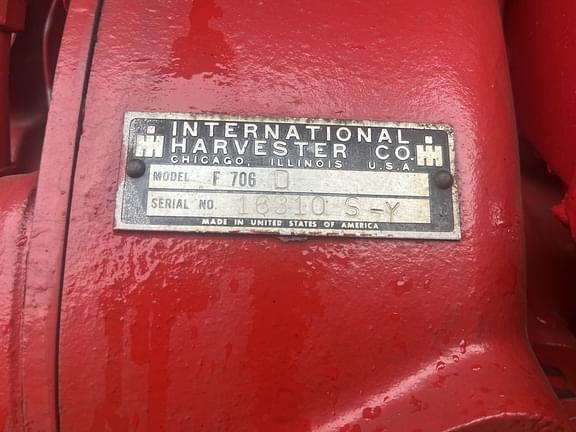 INTERNATIONAL
HARVESTER CO.
CHICAGO, ILLINOIS U.S.A.
MODEL F 706 D
SERIAL NO. 16310 S-Y
MADE IN UNITED STATES OF AMERICA